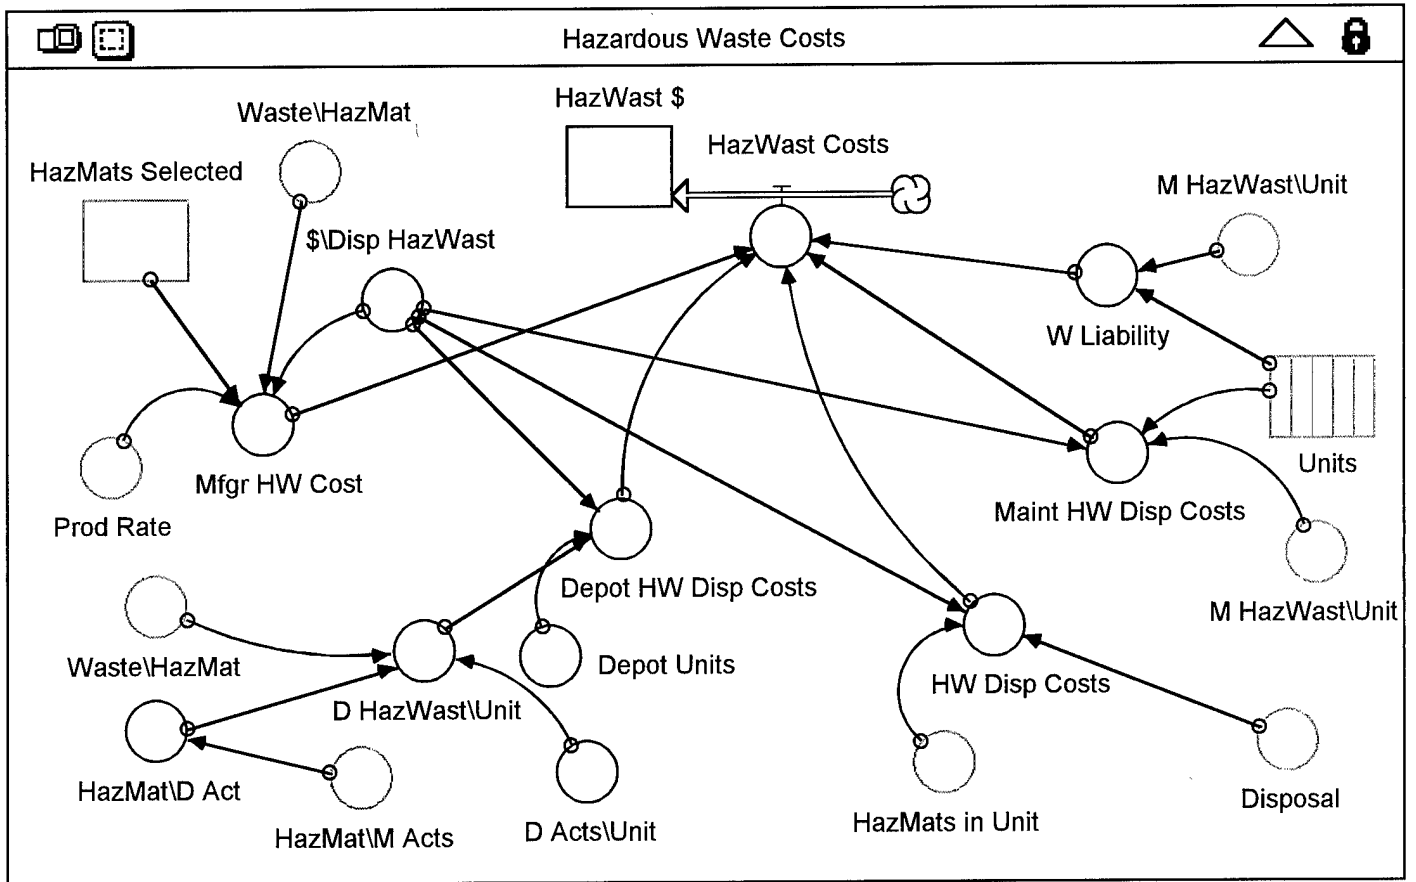 Hazardous Waste Costs
HazWast $
Waste\HazMat
HazWast Costs
HazMats Selected
M HazWast\Unit
$\Disp HazWast
W Liability
Units
Mfgr HW Cost
Maint HW Disp Costs
Prod Rate
Depot HW Disp Costs
M HazWast\Unit
Waste\HazMat
Depot Units
HW Disp Costs
D HazWast\Unit
HazMat\D Act
Disposal
HazMats in Unit
D Acts\Unit
HazMat\M Acts